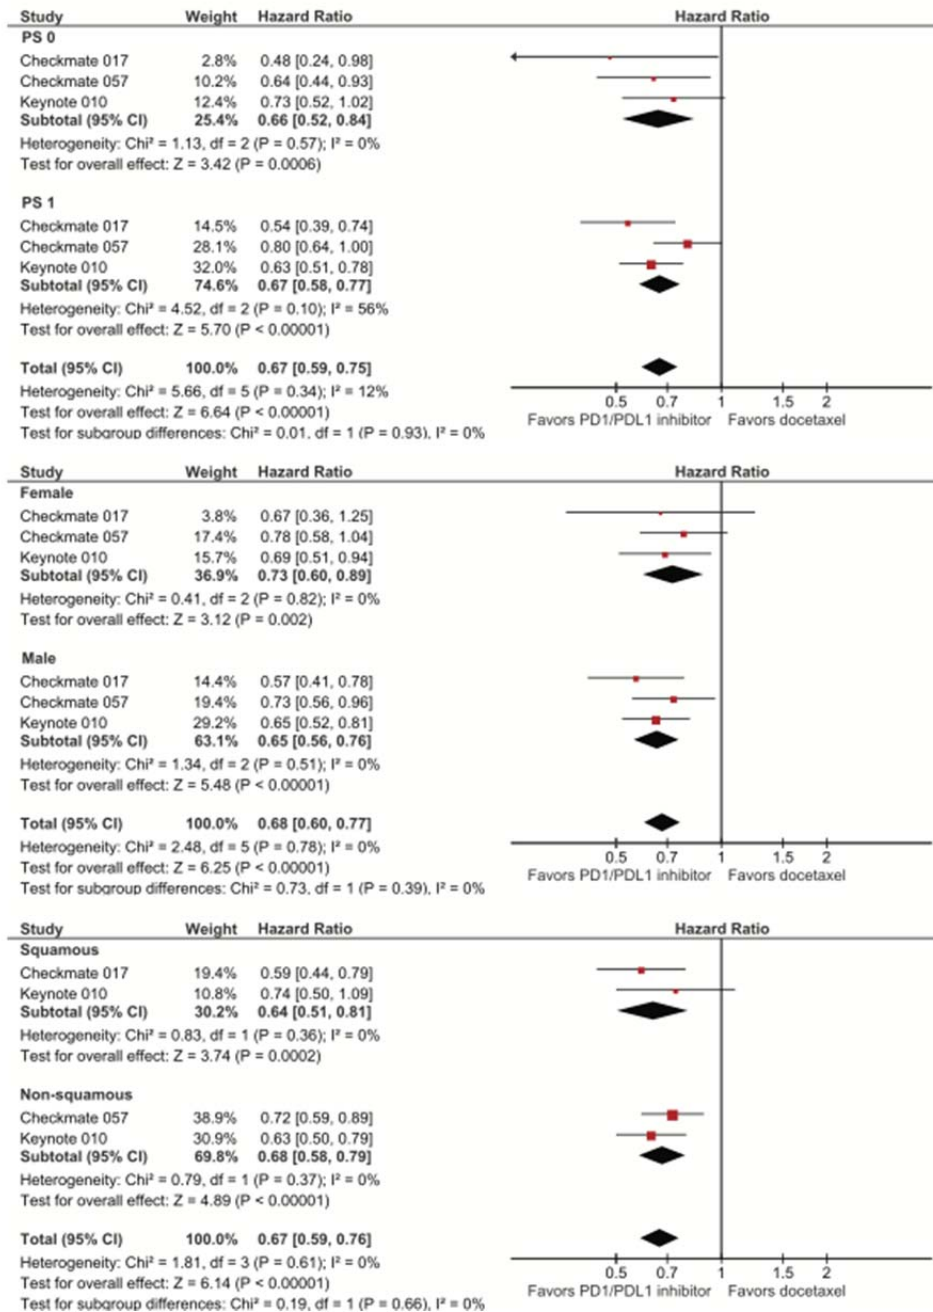 Study Weight Hazard Ratio Hazard Ratio
PS 0
Checkmate 017 2.8% 0.48 [0.24, 0.98]
Checkmate 057 10.2% 0.64 [0.44, 0.93]
Keynote 010 12.4% 0.73 [0.52, 1.02]
Subtotal (95% CI) 25.4% 0.66 [0.52, 0.84]
Heterogeneity: Chi² = 1.13, df = 2 (P = 0.57); I² = 0%
Test for overall effect: Z = 3.42 (P = 0.0006)
PS 1
Checkmate 017 14.5% 0.54 [0.39, 0.74]
Checkmate 057 28.1% 0.80 [0.64, 1.00]
Keynote 010 32.0% 0.63 [0.51, 0.78]
Subtotal (95% CI) 74.6% 0.67 [0.58, 0.77]
Heterogeneity: Chi² = 4.52, df = 2 (P = 0.10); I² = 56%
Test for overall effect: Z = 5.70 (P < 0.00001)
Total (95% CI) 100.0% 0.67 [0.59, 0.75]
Heterogeneity: Chi² = 5.66, df = 5 (P = 0.34); I² = 12%
Test for overall effect: Z = 6.64 (P < 0.00001)
Test for subgroup differences: Chi² = 0.01, df = 1 (P = 0.93), I² = 0%
0.5 0.7 1 1.5 2
Favors PD1/PDL1 inhibitor Favors docetaxel
Study Weight Hazard Ratio Hazard Ratio
Female
Checkmate 017 3.8% 0.67 [0.36, 1.25]
Checkmate 057 17.4% 0.78 [0.58, 1.04]
Keynote 010 15.7% 0.69 [0.51, 0.94]
Subtotal (95% CI) 36.9% 0.73 [0.60, 0.89]
Heterogeneity: Chi² = 0.41, df = 2 (P = 0.82); I² = 0%
Test for overall effect: Z = 3.12 (P = 0.002)
Male
Checkmate 017 14.4% 0.57 [0.41, 0.78]
Checkmate 057 19.4% 0.73 [0.56, 0.96]
Keynote 010 29.2% 0.65 [0.52, 0.81]
Subtotal (95% CI) 63.1% 0.65 [0.56, 0.76]
Heterogeneity: Chi² = 1.34, df = 2 (P = 0.51); I² = 0%
Test for overall effect: Z = 5.48 (P < 0.00001)
Total (95% CI) 100.0% 0.68 [0.60, 0.77]
Heterogeneity: Chi² = 2.48, df = 5 (P = 0.78); I² = 0%
Test for overall effect: Z = 6.25 (P < 0.00001)
Test for subgroup differences: Chi² = 0.73, df = 1 (P = 0.39), I² = 0%
0.5 0.7 1 1.5 2
Favors PD1/PDL1 inhibitor Favors docetaxel
Study Weight Hazard Ratio Hazard Ratio
Squamous
Checkmate 017 19.4% 0.59 [0.44, 0.79]
Keynote 010 10.8% 0.74 [0.50, 1.09]
Subtotal (95% CI) 30.2% 0.64 [0.51, 0.81]
Heterogeneity: Chi² = 0.83, df = 1 (P = 0.36); I² = 0%
Test for overall effect: Z = 3.74 (P = 0.0002)
Non-squamous
Checkmate 057 38.9% 0.72 [0.59, 0.89]
Keynote 010 30.9% 0.63 [0.50, 0.79]
Subtotal (95% CI) 69.8% 0.68 [0.58, 0.79]
Heterogeneity: Chi² = 0.79, df = 1 (P = 0.37); I² = 0%
Test for overall effect: Z = 4.89 (P < 0.00001)
Total (95% CI) 100.0% 0.67 [0.59, 0.76]
Heterogeneity: Chi² = 1.81, df = 3 (P = 0.61); I² = 0%
Test for overall effect: Z = 6.14 (P < 0.00001)
Test for subgroup differences: Chi² = 0.19, df = 1 (P = 0.66), I² = 0%
0.5 0.7 1 1.5 2
Favors PD1/PDL1 inhibitor Favors docetaxel